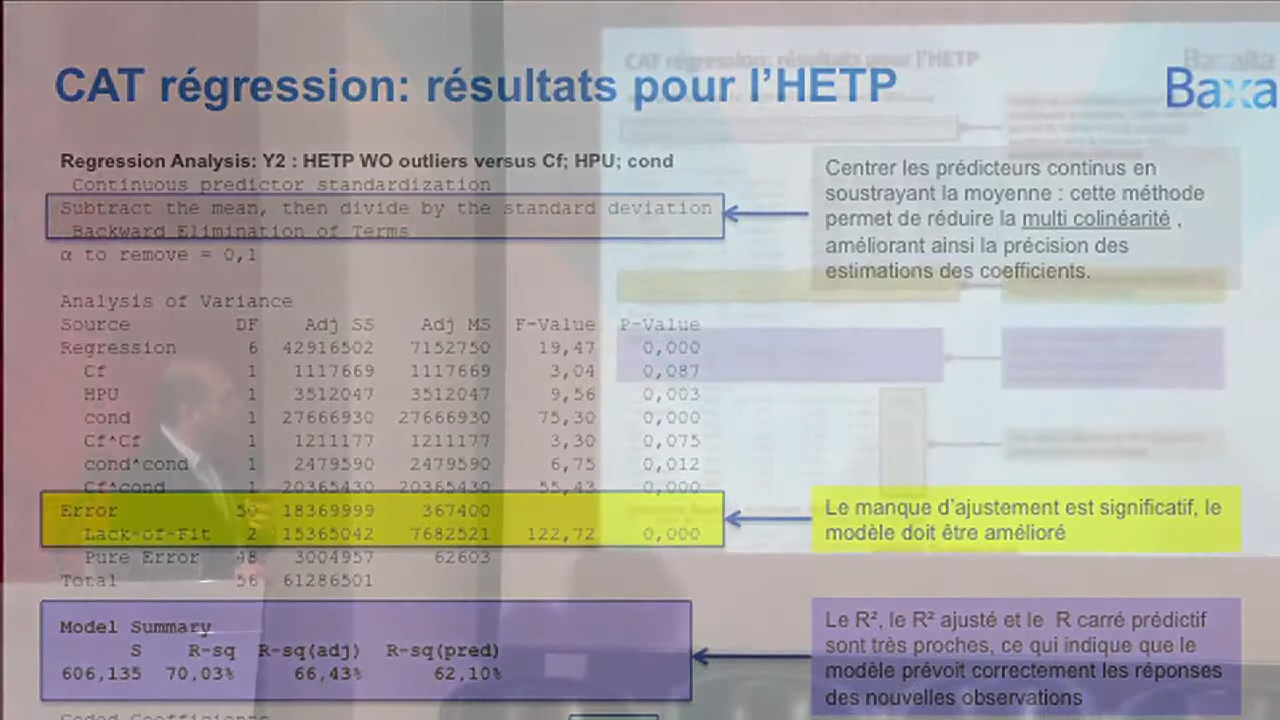 CAT régression: résultats pour l'HETP
Baxa
Regression Analysis: Y2 : HETP WO outliers versus Cf; HPU; cond
Continuous predictor standardization
Subtract the mean, then divide by the standard deviation
Backward Elimination of Terms
α to remove = 0,1
Centrer les prédicteurs continus en
soustrayant la moyenne : cette méthode
permet de réduire la multi colinéarité ,
améliorant ainsi la précision des
estimations des coefficients.
Analysis of Variance
Source DF Adj SS Adj MS F-Value P-Value
Regression 6 42916502 7152750 19,47 0,000
Cf 1 1117669 1117669 3,04 0,087
HPU 1 3512047 3512047 9,56 0,003
cond 1 27666930 27666930 75,30 0,000
Cf^Cf 1 1211177 1211177 3,30 0,075
cond^cond 1 2479590 2479590 6,75 0,012
Cf^cond 1 20365430 20365430 55,43 0,000
Error 50 18369999 367400
Lack-of-Fit 2 15365042 7682521 122,72 0,000
Pure Error 48 3004957 62603
Total 56 61286501
Le manque d'ajustement est significatif, le
modèle doit être amélioré
Model Summary
S R-sq R-sq(adj) R-sq(pred)
606,135 70,03% 66,43% 62,10%
Le R², le R² ajusté et le R carré prédictif
sont très proches, ce qui indique que le
modèle prévoit correctement les réponses
des nouvelles observations
CAT régression: résultats pour l'HETP
Baxalta